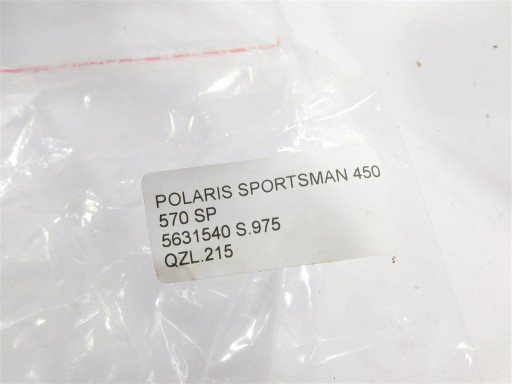 POLARIS SPORTSMAN 450
570 SP
5631540 S.975
QZL.215